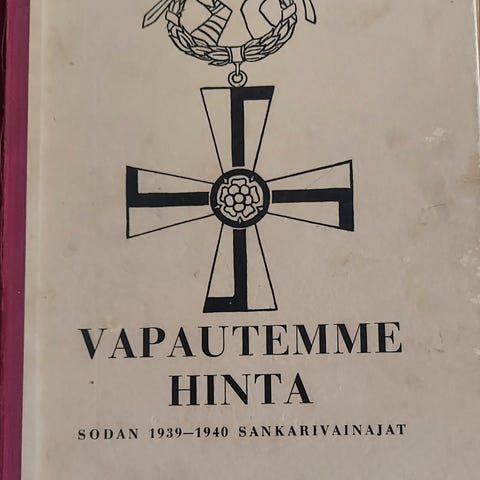 VAPAUTEMME
HINTA
SODAN 1939–1940 SANKARIVAINAJAT